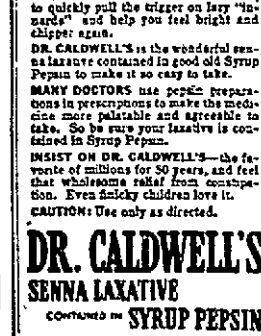 to quickly pull the trigger on lazy "in-
nards" and help you feel bright and
chipper again.
DR. CALDWELL'S is the wonderful sen-
na laxative contained in good old Syrup
Pepsin to make it so easy to take.
MANY DOCTORS use pepsin prepara-
tions in prescriptions to make the medi-
cine more palatable and agreeable to
take. So be sure your laxative is con-
tained in Syrup Pepsin.
INSIST ON DR. CALDWELL'S—the fa-
vorite of millions for 50 years, and feel
that wholesome relief from constipa-
tion. Even finicky children love it.
CAUTION: Use only as directed.
DR. CALDWELL'S
SENNA LAXATIVE
CONTAINED IN SYRUP PEPSIN